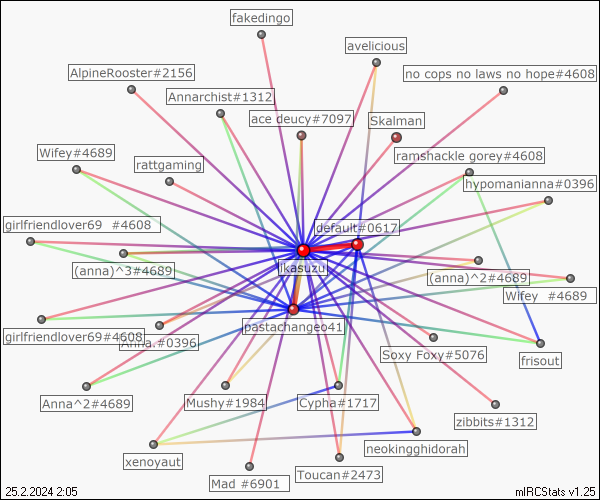 fakedingo
avelicious
AlpineRooster#2156
no cops no laws no hope#4608
Annarchist#1312
ace deucy#7097
Skalman
Wifey#4689
rattgaming
ramshackle gorey#4608
hypomanianna#0396
girlfriendlover69 #4608
default#0617
(anna)^3#4689
ikasuzu
(anna)^2#4689
Wifey #4689
pastachangeo41
girlfriendlover69#4608
Anna.#0396
Soxy Foxy#5076
frisout
Anna^2#4689
Mushy#1984
Cypha#1717
zibbits#1312
neokingghidorah
xenoyaut
Toucan#2473
Mad #6901
25.2.2024 2:05
mIRCStats v1.25